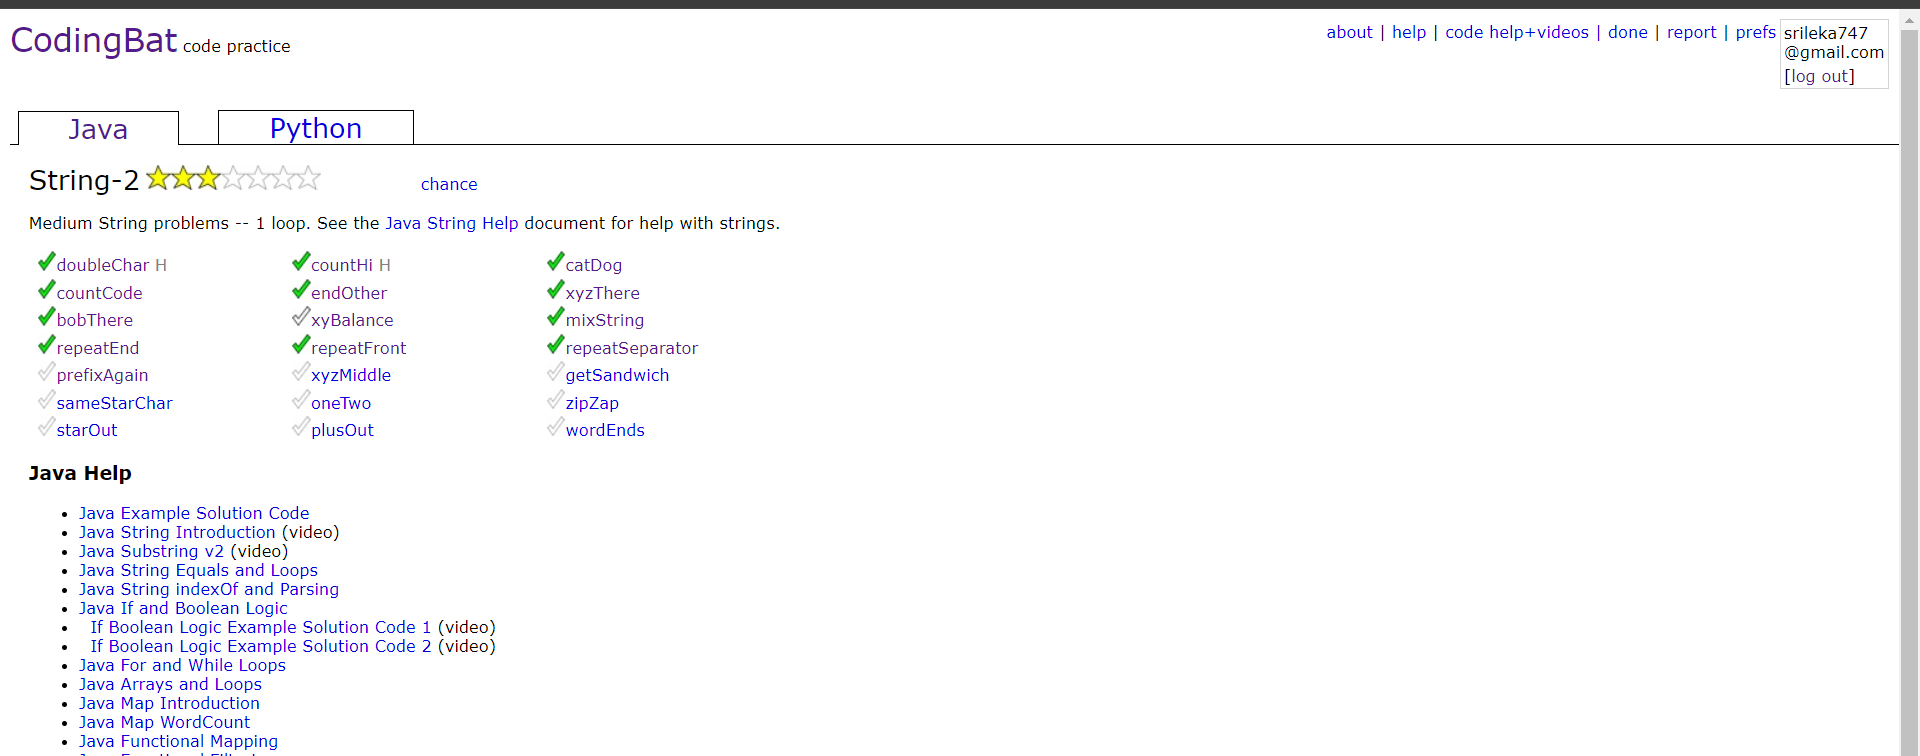 CodingBat code practice
about | help | code help+videos | done | report | prefs
srileka747
@gmail.com
[log out]
Java
Python
String-2
chance
Medium String problems -- 1 loop. See the Java String Help document for help with strings.
doubleChar H countHi H catDog
countCode endOther xyzThere
bobThere xyBalance mixString
repeatEnd repeatFront repeatSeparator
prefixAgain xyzMiddle getSandwich
sameStarChar oneTwo zipZap
starOut plusOut wordEnds
Java Help
Java Example Solution Code
Java String Introduction (video)
Java Substring v2 (video)
Java String Equals and Loops
Java String indexOf and Parsing
Java If and Boolean Logic
If Boolean Logic Example Solution Code 1 (video)
If Boolean Logic Example Solution Code 2 (video)
Java For and While Loops
Java Arrays and Loops
Java Map Introduction
Java Map WordCount
Java Functional Mapping